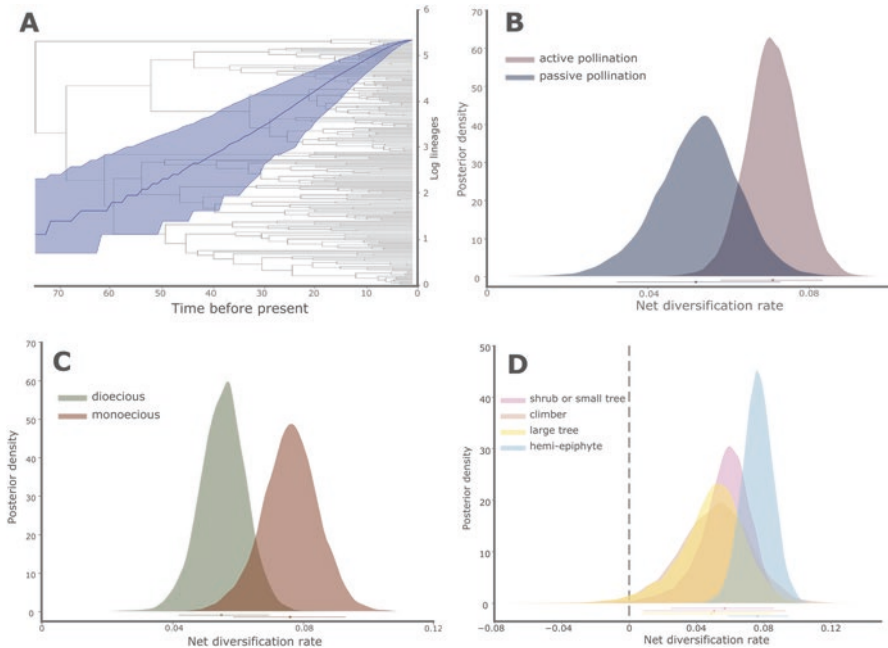 A
6
5
4
3
2
1
0
Log lineages
70 60 50 40 30 20 10 0
Time before present
B
70
60
50
40
30
20
10
0
Posterior density
active pollination
passive pollination
0 0.04 0.08
Net diversification rate
C
70
60
50
40
30
20
10
0
Posterior density
dioecious
monoecious
0 0.04 0.08 0.12
Net diversification rate
D
50
40
30
20
10
0
Posterior density
shrub or small tree
climber
large tree
hemi-epiphyte
−0.08 −0.04 0 0.04 0.08 0.12
Net diversification rate